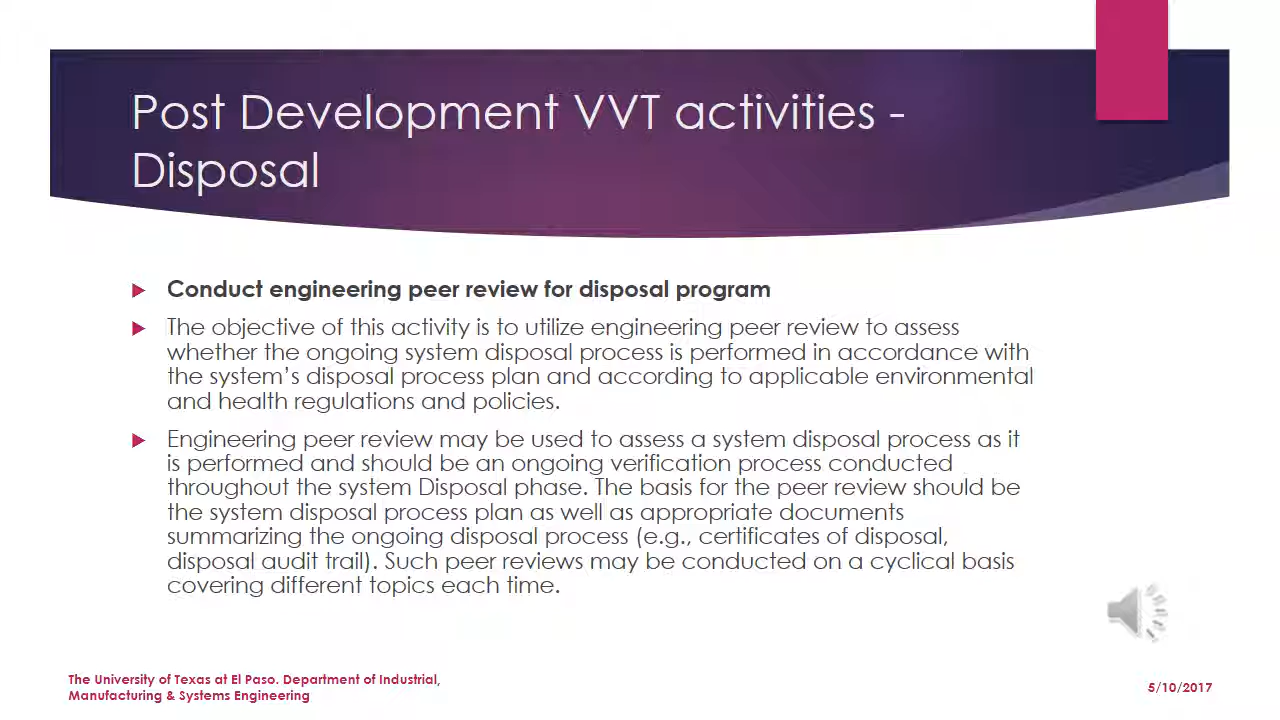 Post Development VVT activities -
Disposal
Conduct engineering peer review for disposal program
The objective of this activity is to utilize engineering peer review to assess
whether the ongoing system disposal process is performed in accordance with
the system’s disposal process plan and according to applicable environmental
and health regulations and policies.
Engineering peer review may be used to assess a system disposal process as it
is performed and should be an ongoing verification process conducted
throughout the system Disposal phase. The basis for the peer review should be
the system disposal process plan as well as appropriate documents
summarizing the ongoing disposal process (e.g., certificates of disposal,
disposal audit trail). Such peer reviews may be conducted on a cyclical basis
covering different topics each time.
The University of Texas at El Paso. Department of Industrial,
Manufacturing & Systems Engineering
5/10/2017